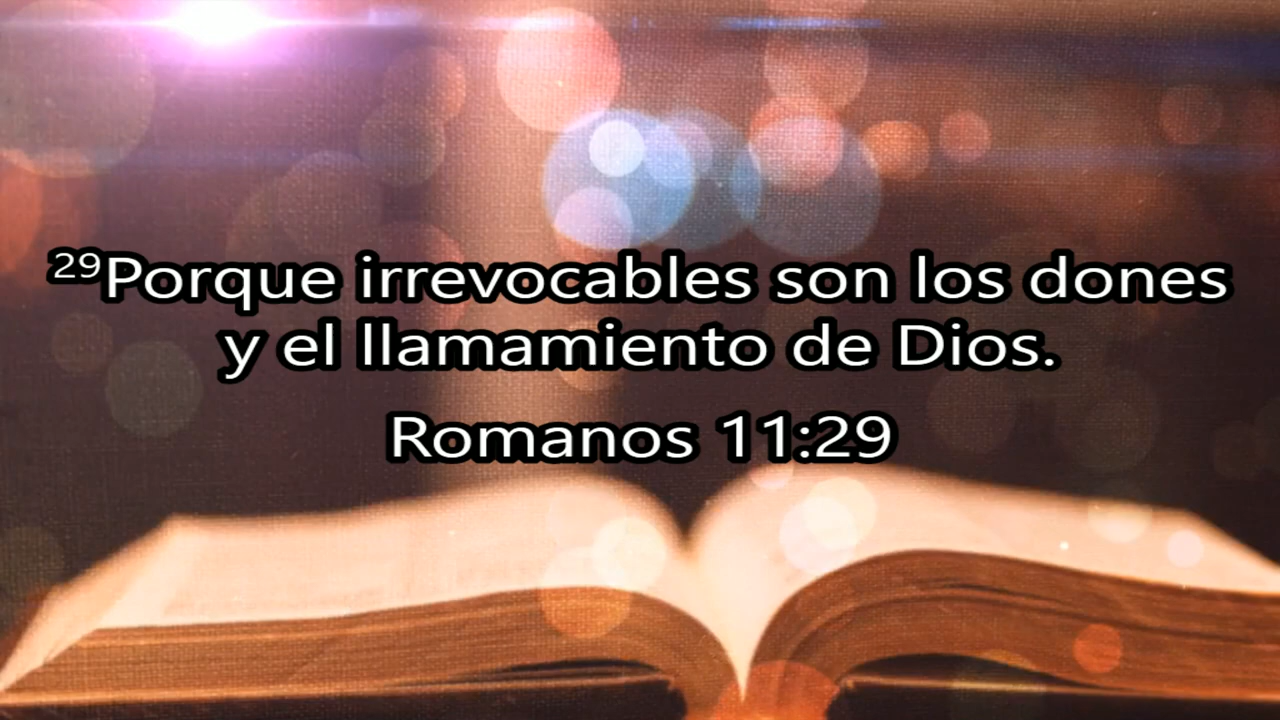 ²⁹Porque irrevocables son los dones
y el llamamiento de Dios.
Romanos 11:29